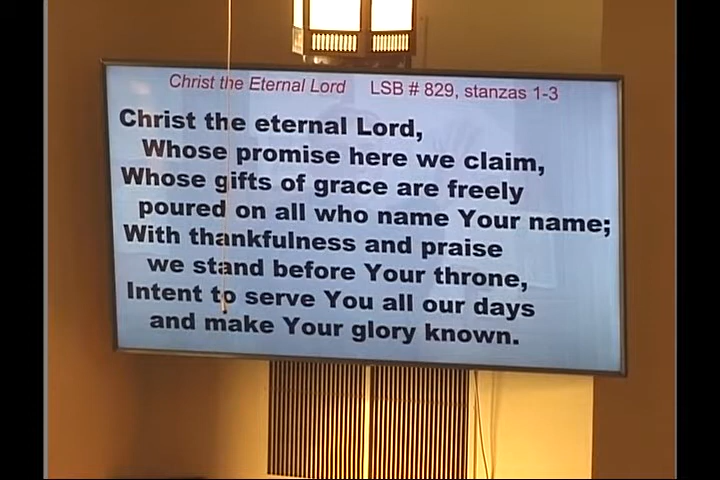 Christ the Eternal Lord LSB # 829, stanzas 1-3
Christ the eternal Lord,
Whose promise here we claim,
Whose gifts of grace are freely
poured on all who name Your name;
With thankfulness and praise
we stand before Your throne,
Intent to serve You all our days
and make Your glory known.